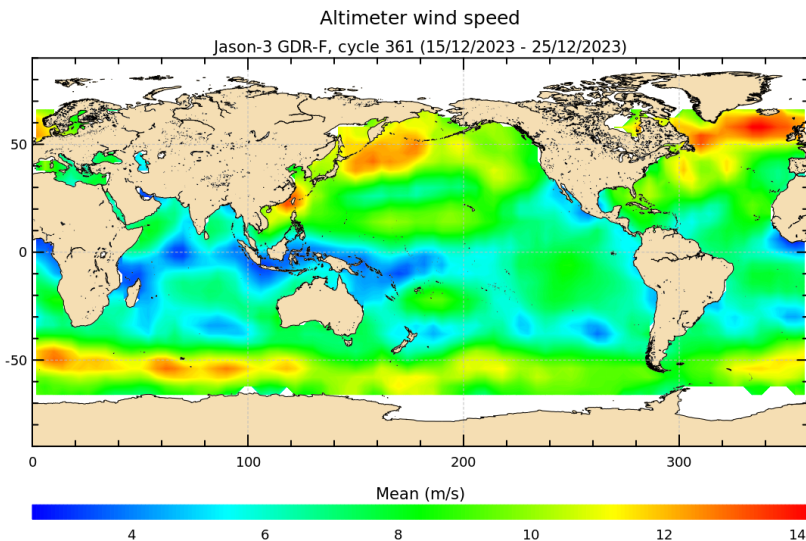 Altimeter wind speed
Jason-3 GDR-F, cycle 361 (15/12/2023 - 25/12/2023)
50
0
-50
0 100 200 300
Mean (m/s)
4 6 8 10 12 14